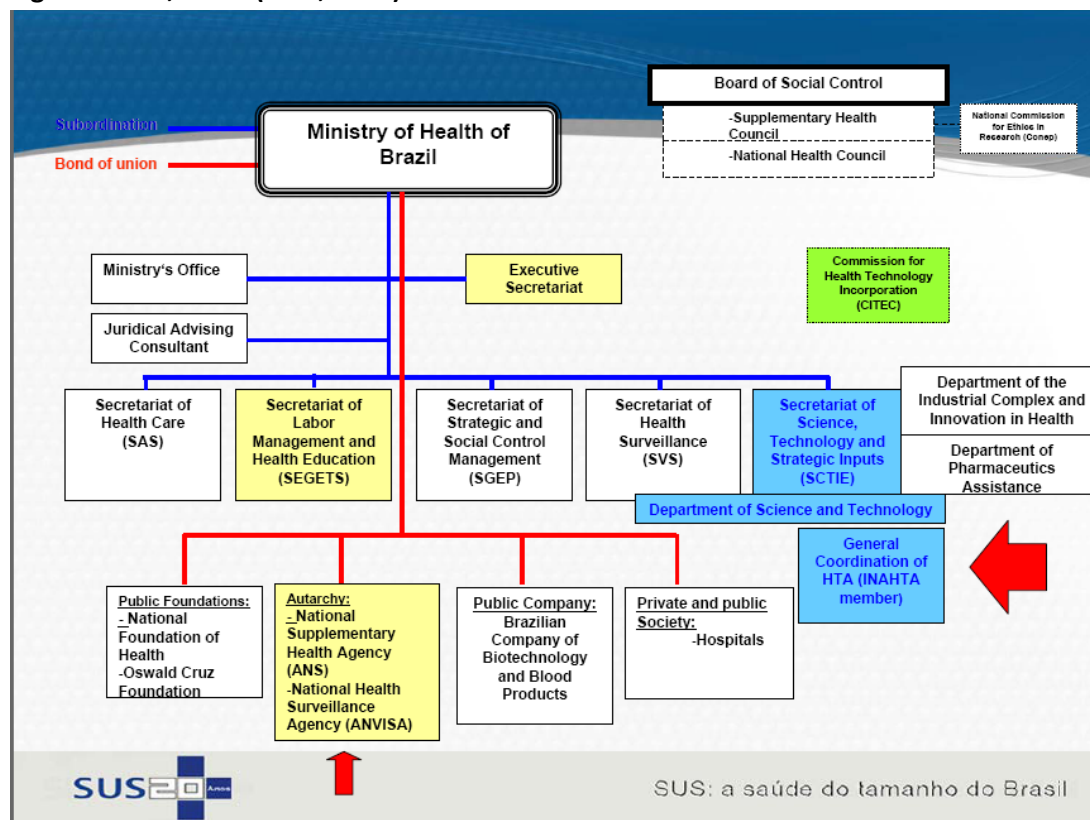 Board of Social Control
-Supplementary Health
Council
-National Health Council
National Commission
for Ethics in
Research (Conep)
Subordination
Bond of union
Ministry of Health of
Brazil
Ministry's Office
Executive
Secretariat
Commission for
Health Technology
Incorporation
(CITEC)
Juridical Advising
Consultant
Secretariat of
Health Care
(SAS)
Secretariat of
Labor
Management and
Health Education
(SEGETS)
Secretariat of
Strategic and
Social Control
Management
(SGEP)
Secretariat of
Health
Surveillance
(SVS)
Secretariat of
Science,
Technology and
Strategic Inputs
(SCTIE)
Department of the
Industrial Complex and
Innovation in Health
Department of
Pharmaceutics
Assistance
Department of Science and Technology
General
Coordination of
HTA (INAHTA
member)
Public Foundations:
- National
Foundation of
Health
-Oswald Cruz
Foundation
Autarchy:
- National
Supplementary
Health Agency
(ANS)
-National Health
Surveillance
Agency (ANVISA)
Public Company:
Brazilian
Company of
Biotechnology
and Blood
Products
Private and public
Society:
-Hospitals
SUS 20 Anos
SUS: a saúde do tamanho do Brasil